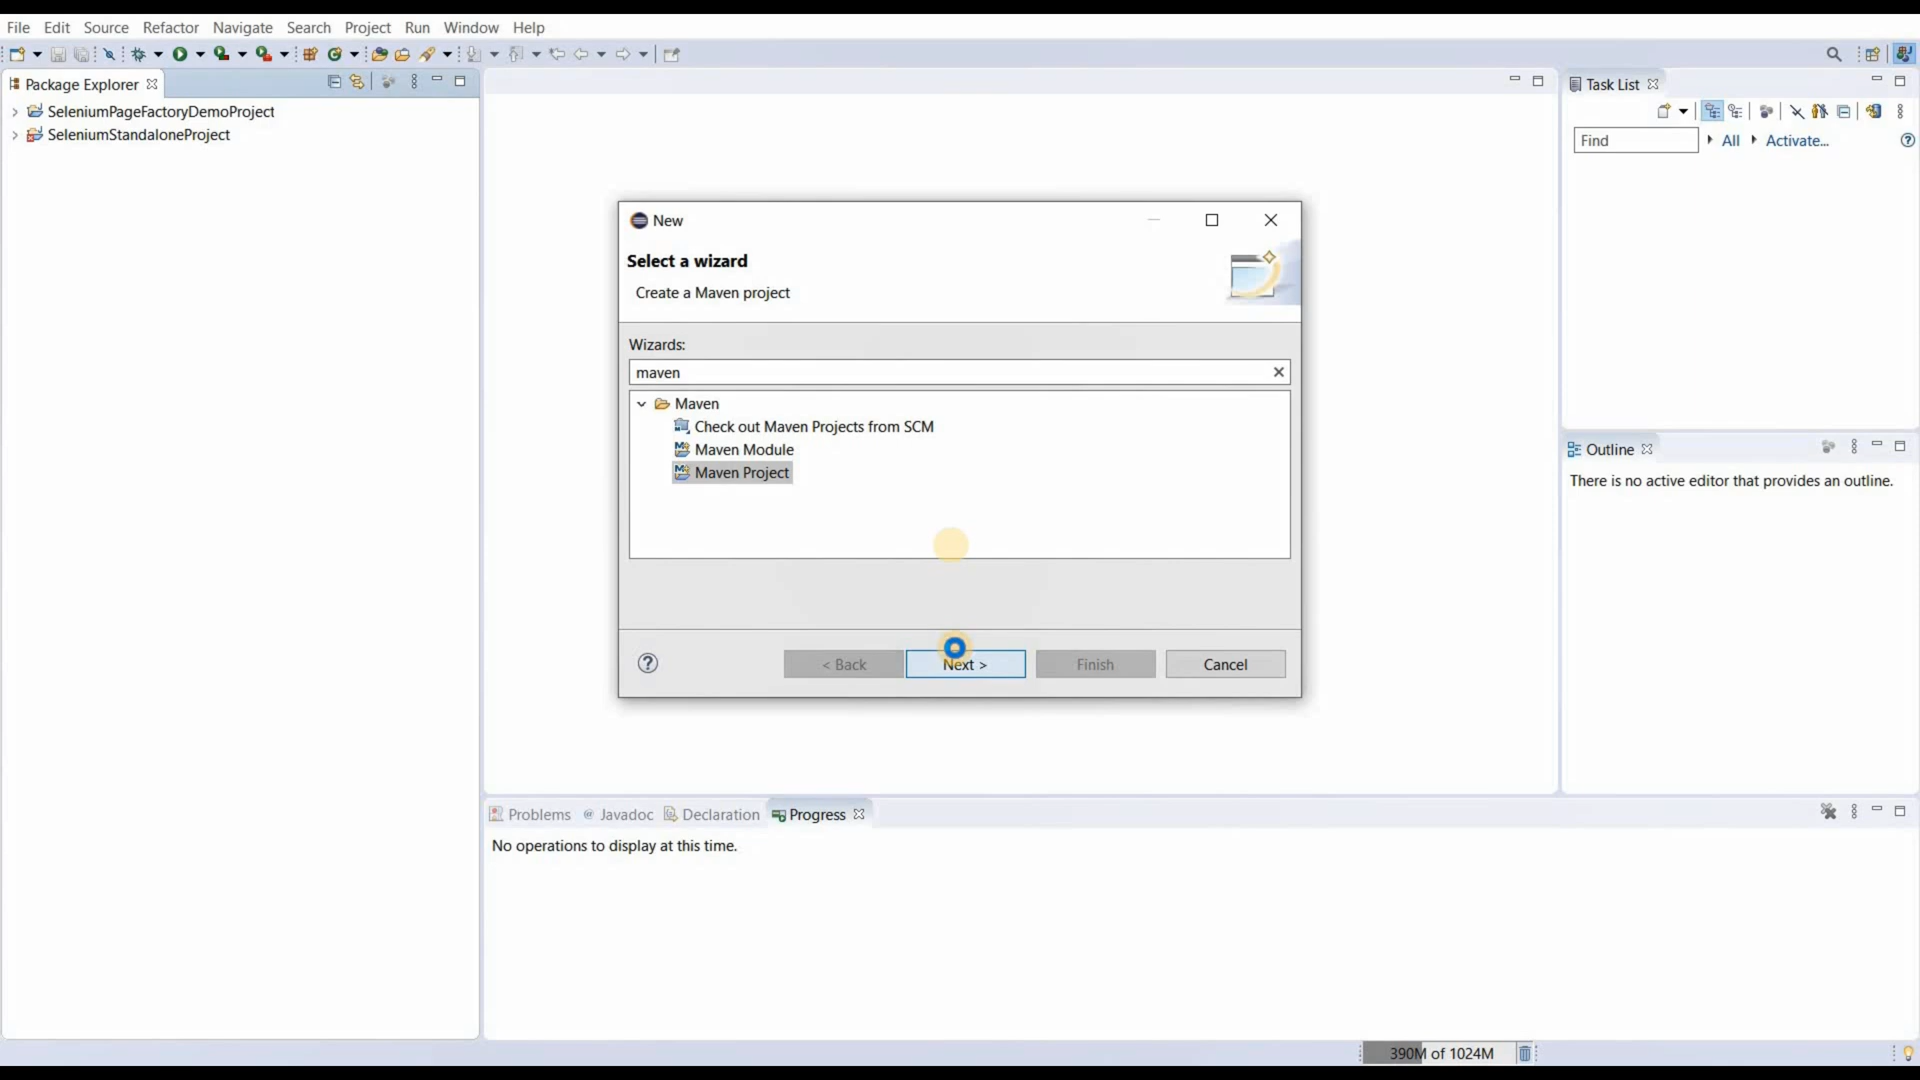 File Edit Source Refactor Navigate Search Project Run Window Help
Package Explorer
SeleniumPageFactoryDemoProject
SeleniumStandaloneProject
New
Select a wizard
Create a Maven project
Wizards:
maven
Maven
Check out Maven Projects from SCM
Maven Module
Maven Project
< Back Next > Finish Cancel
Task List
Find All Activate...
Outline
There is no active editor that provides an outline.
Problems Javadoc Declaration Progress
No operations to display at this time.
390M of 1024M